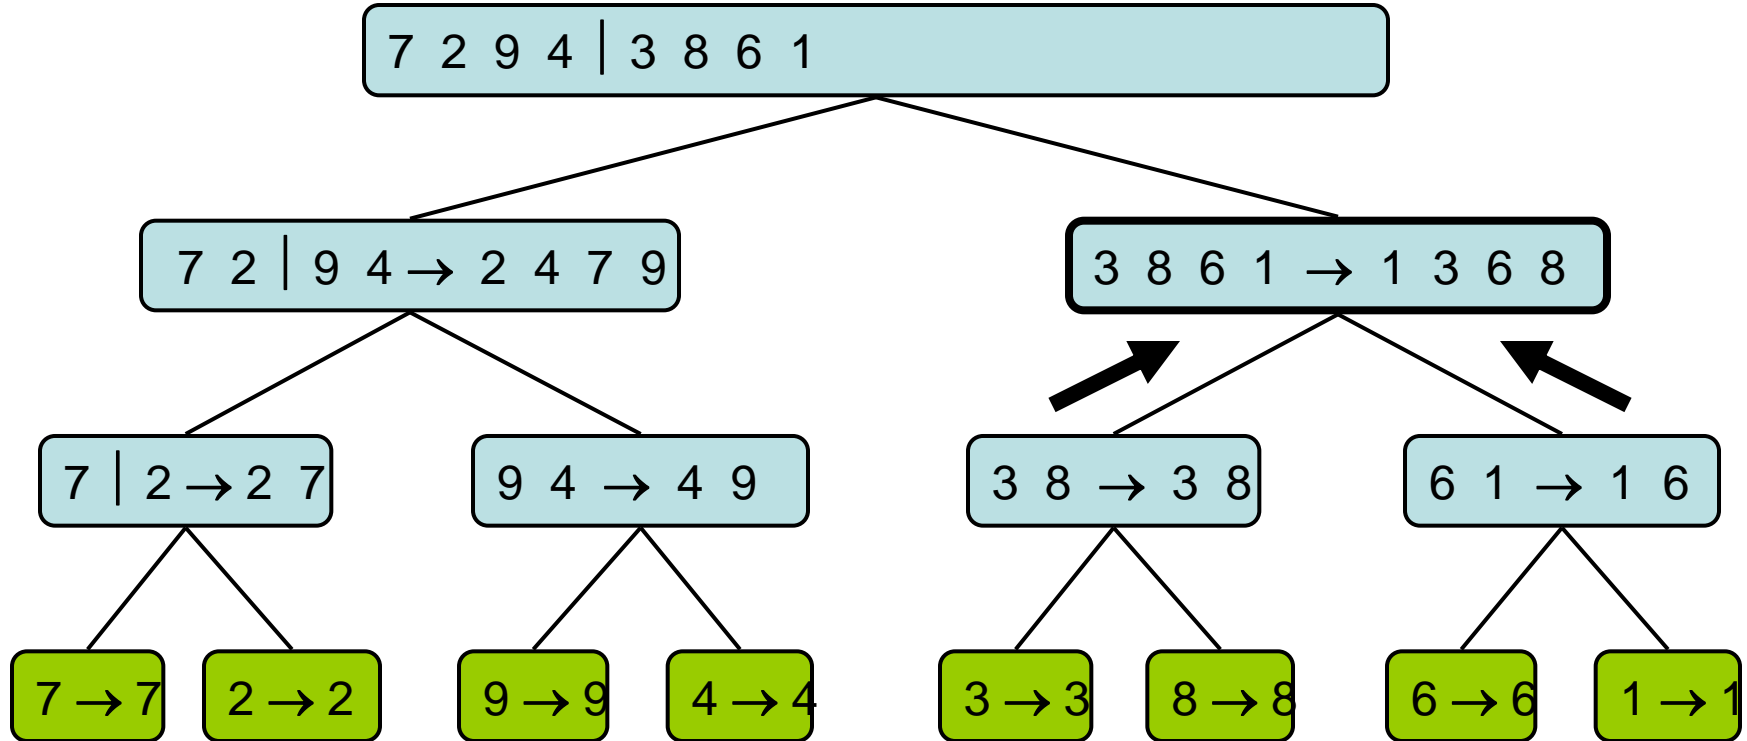 7 2 9 4 | 3 8 6 1
7 2 | 9 4 → 2 4 7 9
3 8 6 1 → 1 3 6 8
7 | 2 → 2 7
9 4 → 4 9
3 8 → 3 8
6 1 → 1 6
7 → 7
2 → 2
9 → 9
4 → 4
3 → 3
8 → 8
6 → 6
1 → 1